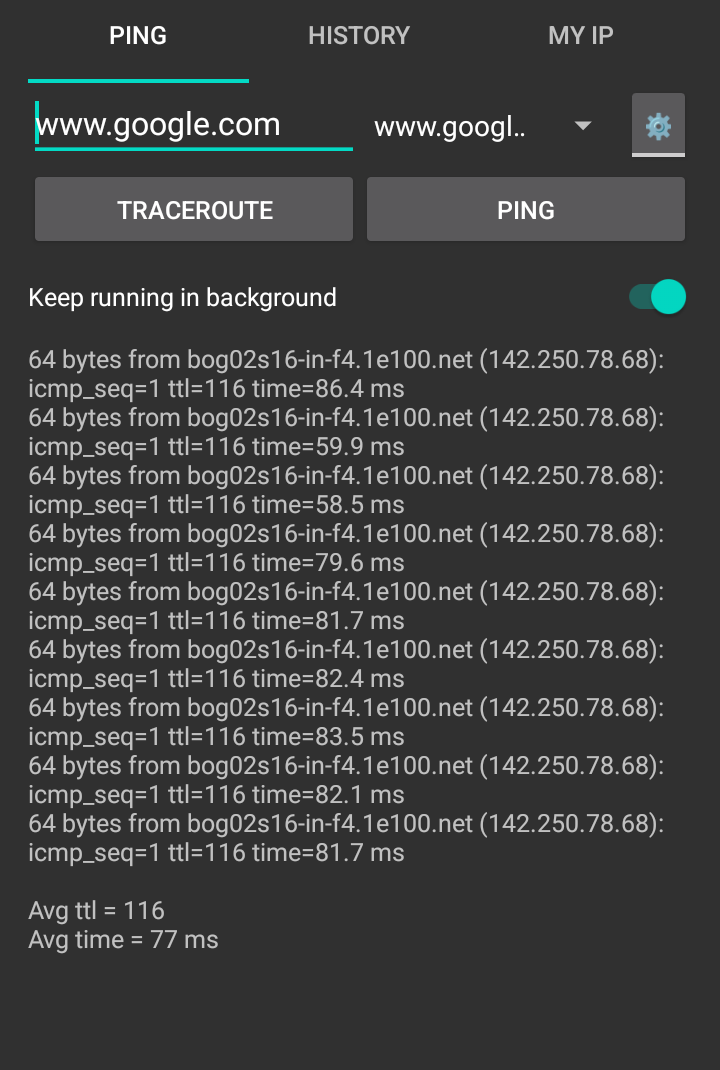 PING HISTORY MY IP
www.google.com www.googl..
TRACEROUTE PING
Keep running in background
64 bytes from bog02s16-in-f4.1e100.net (142.250.78.68):
icmp_seq=1 ttl=116 time=86.4 ms
64 bytes from bog02s16-in-f4.1e100.net (142.250.78.68):
icmp_seq=1 ttl=116 time=59.9 ms
64 bytes from bog02s16-in-f4.1e100.net (142.250.78.68):
icmp_seq=1 ttl=116 time=58.5 ms
64 bytes from bog02s16-in-f4.1e100.net (142.250.78.68):
icmp_seq=1 ttl=116 time=79.6 ms
64 bytes from bog02s16-in-f4.1e100.net (142.250.78.68):
icmp_seq=1 ttl=116 time=81.7 ms
64 bytes from bog02s16-in-f4.1e100.net (142.250.78.68):
icmp_seq=1 ttl=116 time=82.4 ms
64 bytes from bog02s16-in-f4.1e100.net (142.250.78.68):
icmp_seq=1 ttl=116 time=83.5 ms
64 bytes from bog02s16-in-f4.1e100.net (142.250.78.68):
icmp_seq=1 ttl=116 time=82.1 ms
64 bytes from bog02s16-in-f4.1e100.net (142.250.78.68):
icmp_seq=1 ttl=116 time=81.7 ms
Avg ttl = 116
Avg time = 77 ms